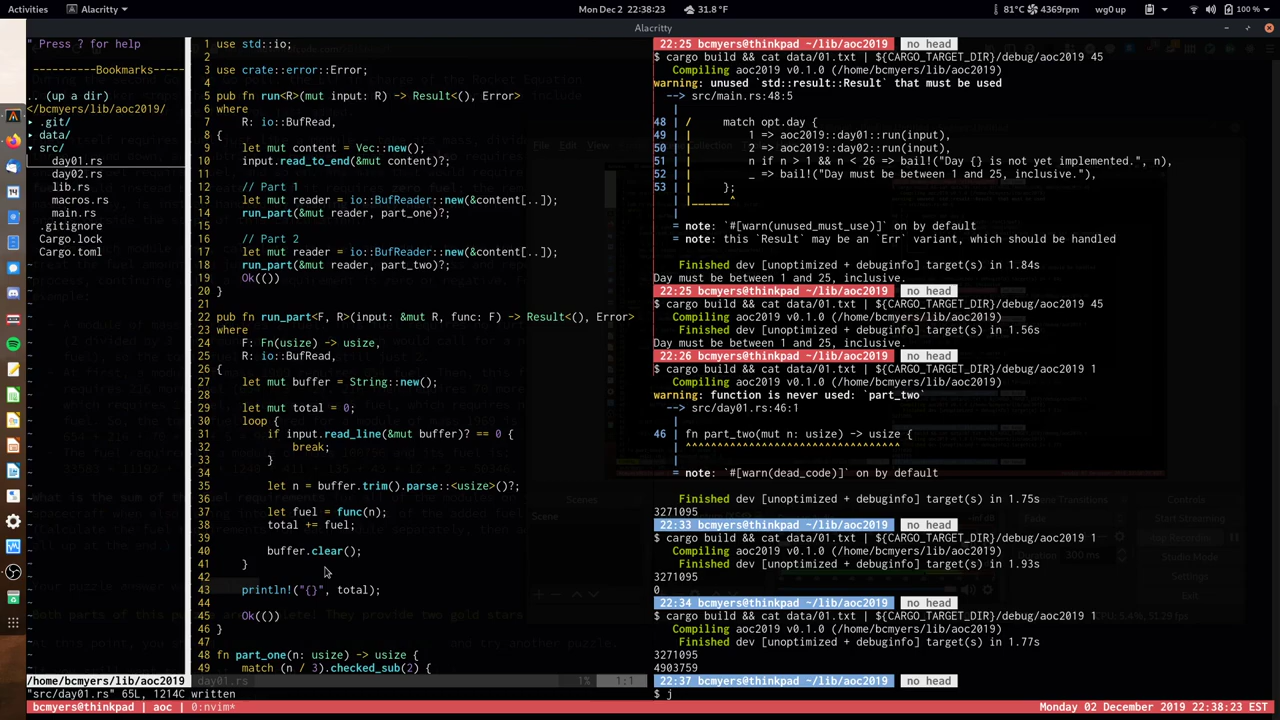 Activities Alacritty Mon Dec 2 22:38:23 31.8 °F 81°C 4369rpm wg0 up 100 %
Alacritty
" Press ? for help
----------Bookmarks----------
.. (up a dir)
</bcmyers/lib/aoc2019/
▸ .git/
▸ data/
▾ src/
day01.rs
day02.rs
lib.rs
macros.rs
main.rs
.gitignore
Cargo.lock
Cargo.toml
/home/bcmyers/lib/aoc2019
1 use std::io;
2
3 use crate::error::Error;
4
5 pub fn run<R>(mut input: R) -> Result<(), Error>
6 where
7 R: io::BufRead,
8 {
9 let mut content = Vec::new();
10 input.read_to_end(&mut content)?;
11
12 // Part 1
13 let mut reader = io::BufReader::new(&content[..]);
14 run_part(&mut reader, part_one)?;
15
16 // Part 2
17 let mut reader = io::BufReader::new(&content[..]);
18 run_part(&mut reader, part_two)?;
19 Ok(())
20 }
21
22 pub fn run_part<F, R>(input: &mut R, func: F) -> Result<(), Error>
23 where
24 F: Fn(usize) -> usize,
25 R: io::BufRead,
26 {
27 let mut buffer = String::new();
28
29 let mut total = 0;
30 loop {
31 if input.read_line(&mut buffer)? == 0 {
32 break;
33 }
34
35 let n = buffer.trim().parse::<usize>()?;
36
37 let fuel = func(n);
38 total += fuel;
39
40 buffer.clear();
41 }
42
43 println!("{}", total);
44
45 Ok(())
46 }
47
48 fn part_one(n: usize) -> usize {
49 match (n / 3).checked_sub(2) {
day01.rs 1% 1:1
"src/day01.rs" 65L, 1214C written
22:25 bcmyers@thinkpad ~/lib/aoc2019 no head
$ cargo build && cat data/01.txt | ${CARGO_TARGET_DIR}/debug/aoc2019 45
Compiling aoc2019 v0.1.0 (/home/bcmyers/lib/aoc2019)
warning: unused `std::result::Result` that must be used
--> src/main.rs:48:5
|
48 | / match opt.day {
49 | | 1 => aoc2019::day01::run(input),
50 | | 2 => aoc2019::day02::run(input),
51 | | n if n > 1 && n < 26 => bail!("Day {} is not yet implemented.", n),
52 | | _ => bail!("Day must be between 1 and 25, inclusive."),
53 | | };
| |______^
|
= note: `#[warn(unused_must_use)]` on by default
= note: this `Result` may be an `Err` variant, which should be handled
Finished dev [unoptimized + debuginfo] target(s) in 1.84s
Day must be between 1 and 25, inclusive.
22:25 bcmyers@thinkpad ~/lib/aoc2019 no head
$ cargo build && cat data/01.txt | ${CARGO_TARGET_DIR}/debug/aoc2019 45
Compiling aoc2019 v0.1.0 (/home/bcmyers/lib/aoc2019)
Finished dev [unoptimized + debuginfo] target(s) in 1.56s
Day must be between 1 and 25, inclusive.
22:26 bcmyers@thinkpad ~/lib/aoc2019 no head
$ cargo build && cat data/01.txt | ${CARGO_TARGET_DIR}/debug/aoc2019 1
Compiling aoc2019 v0.1.0 (/home/bcmyers/lib/aoc2019)
warning: function is never used: `part_two`
--> src/day01.rs:46:1
|
46 | fn part_two(mut n: usize) -> usize {
| ^^^^^^^^^^^^^^^^^^^^^^^^^^^^^^^^^^
|
= note: `#[warn(dead_code)]` on by default
Finished dev [unoptimized + debuginfo] target(s) in 1.75s
3271095
22:33 bcmyers@thinkpad ~/lib/aoc2019 no head
$ cargo build && cat data/01.txt | ${CARGO_TARGET_DIR}/debug/aoc2019 1
Compiling aoc2019 v0.1.0 (/home/bcmyers/lib/aoc2019)
Finished dev [unoptimized + debuginfo] target(s) in 1.93s
3271095
0
22:34 bcmyers@thinkpad ~/lib/aoc2019 no head
$ cargo build && cat data/01.txt | ${CARGO_TARGET_DIR}/debug/aoc2019 1
Compiling aoc2019 v0.1.0 (/home/bcmyers/lib/aoc2019)
Finished dev [unoptimized + debuginfo] target(s) in 1.77s
3271095
4903759
22:37 bcmyers@thinkpad ~/lib/aoc2019 no head
$ j
bcmyers@thinkpad | aoc | 0:nvim* Monday 02 December 2019 22:38:23 EST